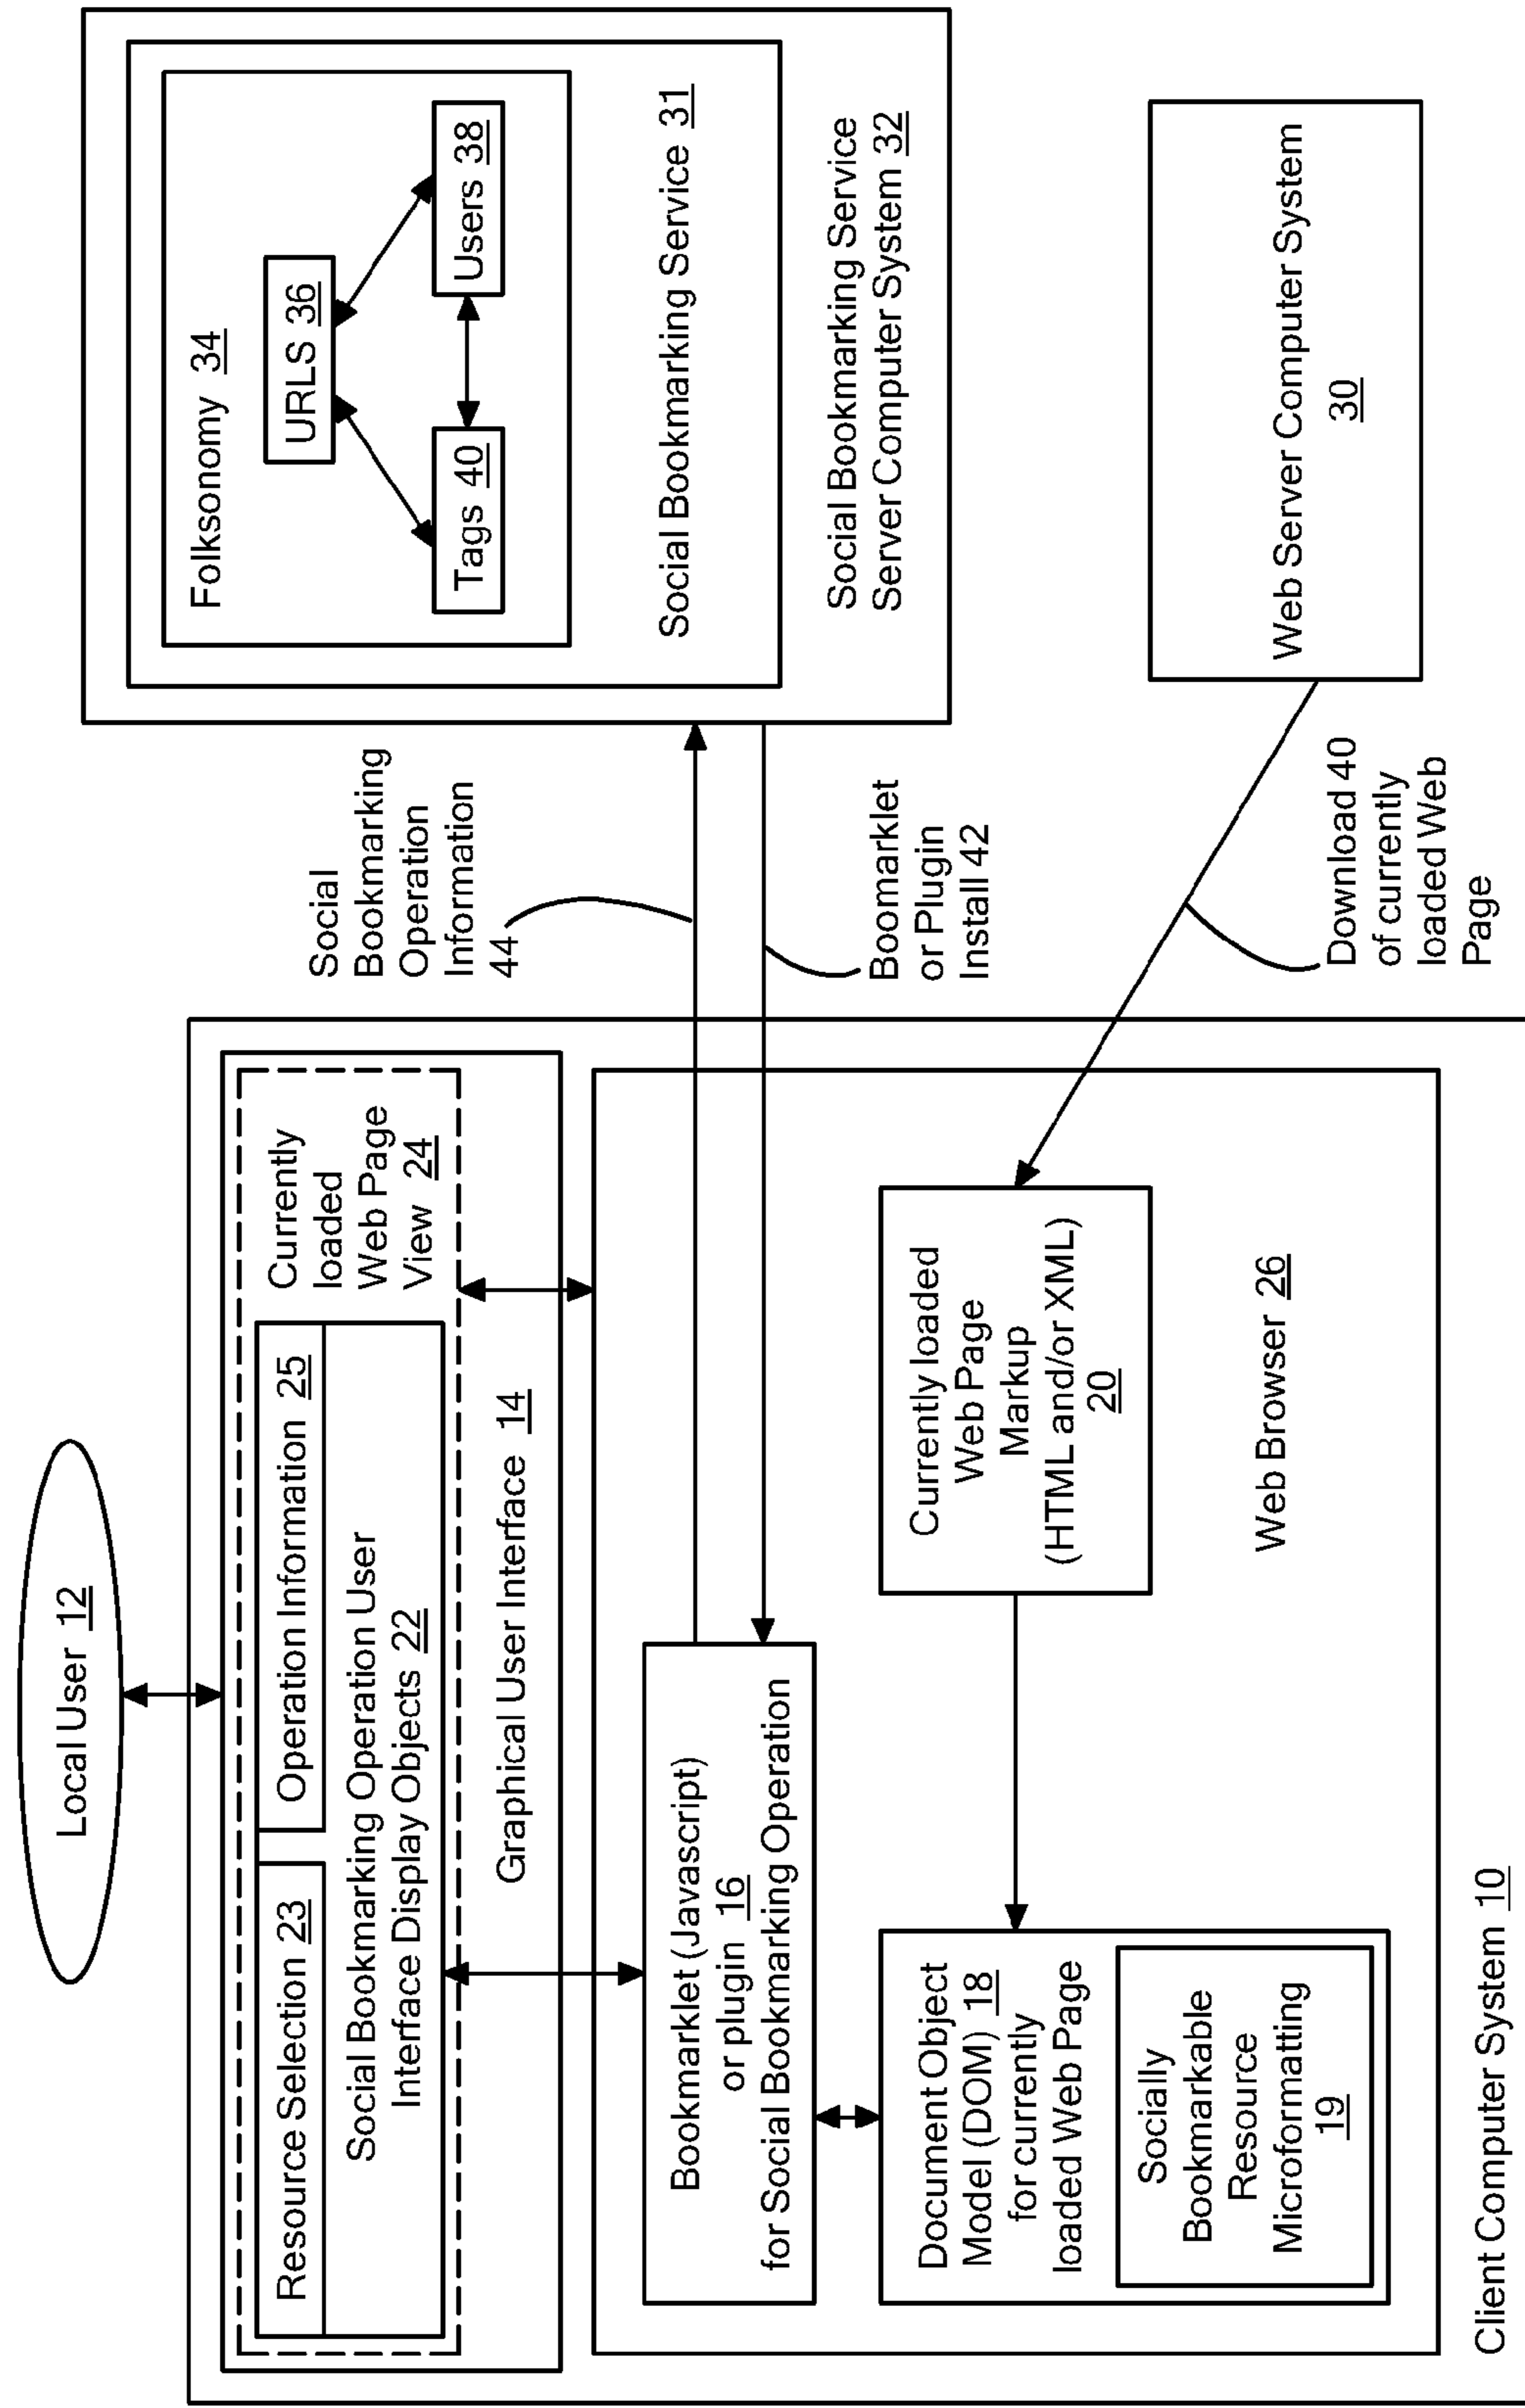 Local User 12
Resource Selection 23
Operation Information 25
Social Bookmarking Operation User
Interface Display Objects 22
Currently
loaded
Web Page
View 24
Graphical User Interface 14
Bookmarklet (Javascript)
or plugin 16
for Social Bookmarking Operation
Document Object
Model (DOM) 18
for currently
loaded Web Page
Socially
Bookmarkable
Resource
Microformatting
19
Currently loaded
Web Page
Markup
(HTML and/or XML)
20
Web Browser 26
Client Computer System 10
Social
Bookmarking
Operation
Information
44
Boomarklet
or Plugin
Install 42
Download 40
of currently
loaded Web
Page
Folksonomy 34
URLS 36
Tags 40
Users 38
Social Bookmarking Service 31
Social Bookmarking Service
Server Computer System 32
Web Server Computer System
30